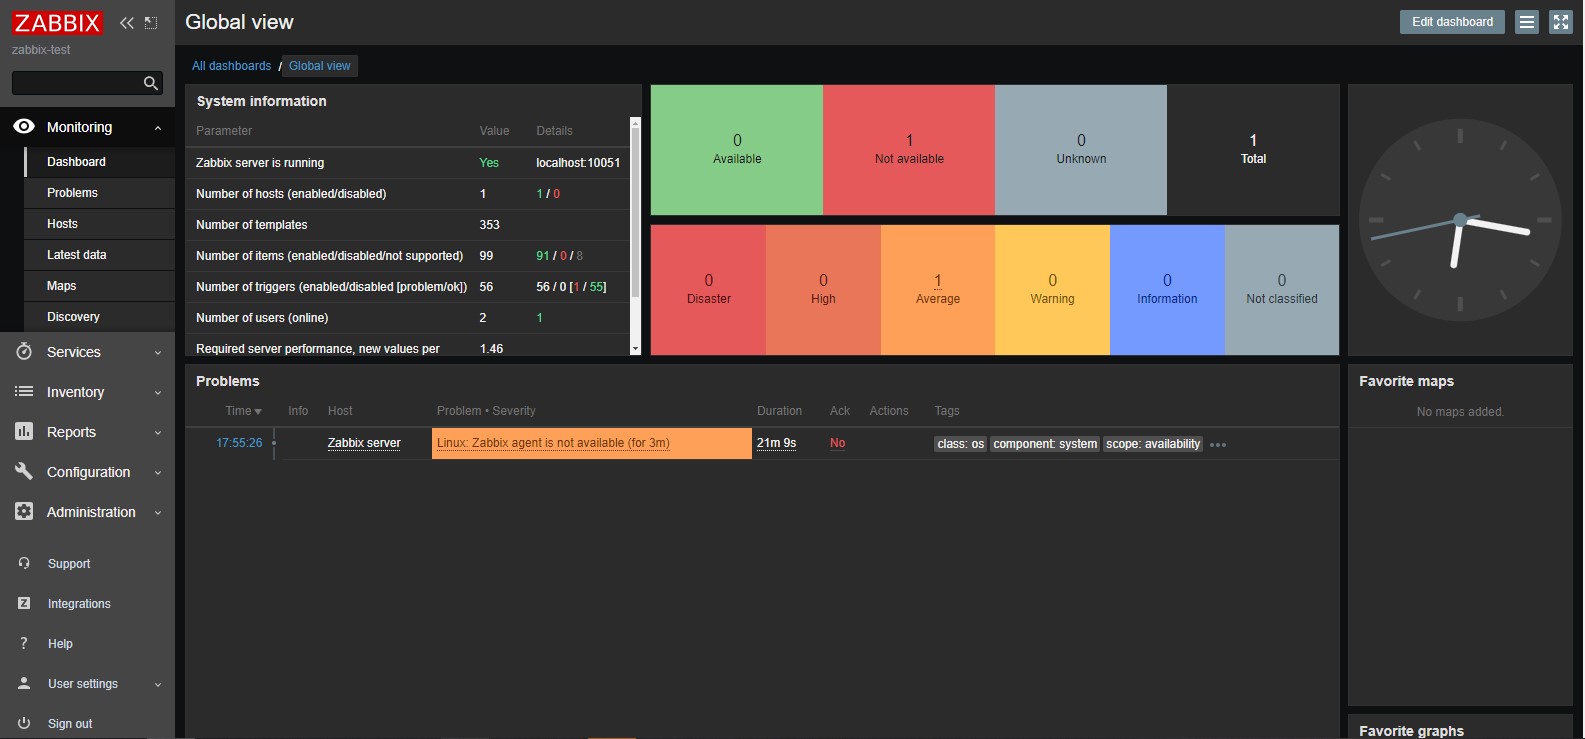 ZABBIX
zabbix-test
Monitoring
Dashboard
Problems
Hosts
Latest data
Maps
Discovery
Services
Inventory
Reports
Configuration
Administration
Support
Z Integrations
? Help
User settings
Sign out
Global view
Edit dashboard
All dashboards / Global view
System information
Parameter Value Details
Zabbix server is running Yes localhost:10051
Number of hosts (enabled/disabled) 1 1 / 0
Number of templates 353
Number of items (enabled/disabled/not supported) 99 91 / 0 / 8
Number of triggers (enabled/disabled [problem/ok]) 56 56 / 0 [1 / 55]
Number of users (online) 2 1
Required server performance, new values per 1.46
0 1 0 1
Available Not available Unknown Total
0 0 1 0 0 0
Disaster High Average Warning Information Not classified
Problems
Time Info Host Problem • Severity Duration Ack Actions Tags
17:55:26 Zabbix server Linux: Zabbix agent is not available (for 3m) 21m 9s No class: os component: system scope: availability •••
Favorite maps
No maps added.
Favorite graphs